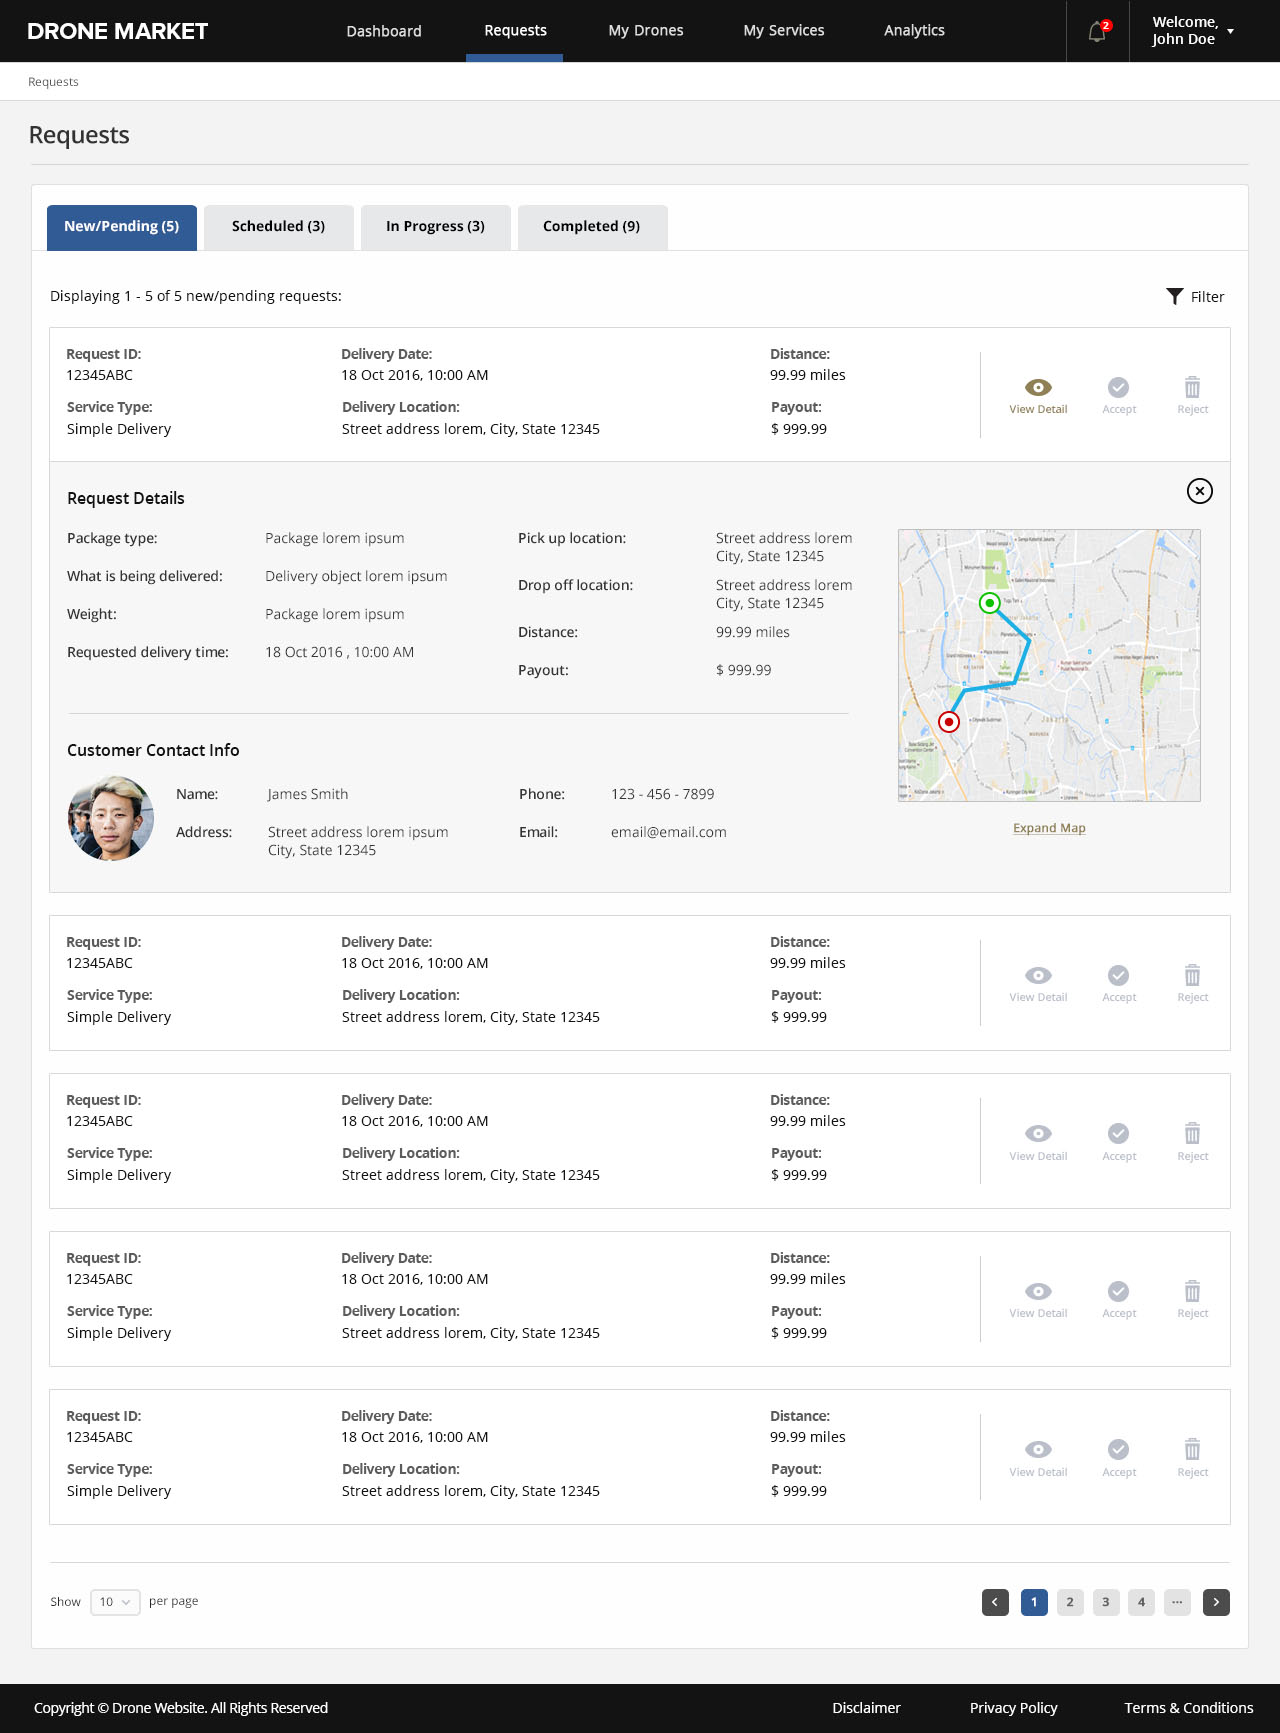 DRONE MARKET
Dashboard
Requests
My Drones
My Services
Analytics
2
Welcome,
John Doe
Requests
Requests
New/Pending (5)
Scheduled (3)
In Progress (3)
Completed (9)
Displaying 1 - 5 of 5 new/pending requests:
Filter
Request ID:
Delivery Date:
Distance:
12345ABC
18 Oct 2016, 10:00 AM
99.99 miles
View Detail
Accept
Reject
Service Type:
Delivery Location:
Payout:
Simple Delivery
Street address lorem, City, State 12345
$ 999.99
Request Details
Package type:
Package lorem ipsum
What is being delivered:
Delivery object lorem ipsum
Weight:
Package lorem ipsum
Requested delivery time:
18 Oct 2016 , 10:00 AM
Pick up location:
Street address lorem
City, State 12345
Drop off location:
Street address lorem
City, State 12345
Distance:
99.99 miles
Payout:
$ 999.99
Jakarta
Expand Map
Customer Contact Info
Name:
James Smith
Address:
Street address lorem ipsum
City, State 12345
Phone:
123 - 456 - 7899
Email:
email@email.com
Request ID:
Delivery Date:
Distance:
12345ABC
18 Oct 2016, 10:00 AM
99.99 miles
View Detail
Accept
Reject
Service Type:
Delivery Location:
Payout:
Simple Delivery
Street address lorem, City, State 12345
$ 999.99
Request ID:
Delivery Date:
Distance:
12345ABC
18 Oct 2016, 10:00 AM
99.99 miles
View Detail
Accept
Reject
Service Type:
Delivery Location:
Payout:
Simple Delivery
Street address lorem, City, State 12345
$ 999.99
Request ID:
Delivery Date:
Distance:
12345ABC
18 Oct 2016, 10:00 AM
99.99 miles
View Detail
Accept
Reject
Service Type:
Delivery Location:
Payout:
Simple Delivery
Street address lorem, City, State 12345
$ 999.99
Request ID:
Delivery Date:
Distance:
12345ABC
18 Oct 2016, 10:00 AM
99.99 miles
View Detail
Accept
Reject
Service Type:
Delivery Location:
Payout:
Simple Delivery
Street address lorem, City, State 12345
$ 999.99
Show
10
per page
1
2
3
4
...
Copyright © Drone Website. All Rights Reserved
Disclaimer
Privacy Policy
Terms & Conditions